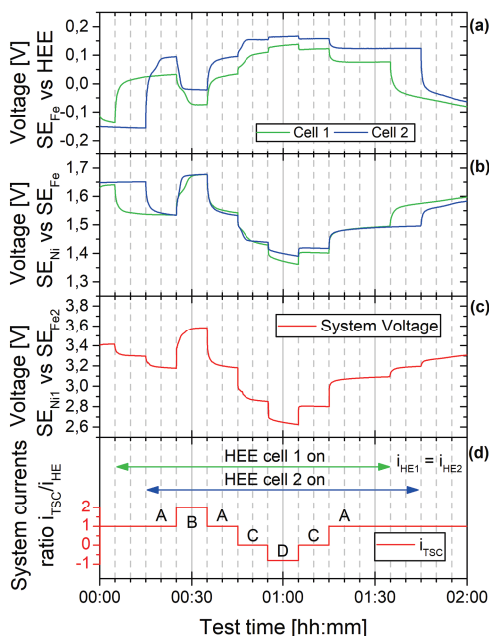 (a)
Voltage [V]
SE_Fe vs HEE
0,2
0,1
0,0
-0,1
-0,2
Cell 1
Cell 2
(b)
Voltage [V]
SE_Ni vs SE_Fe
1,7
1,6
1,5
1,4
1,3
(c)
Voltage [V]
SE_Ni1 vs SE_Fe2
3,8
3,6
3,4
3,2
3,0
2,8
2,6
System Voltage
(d)
System currents
ratio i_TSC/i_HE
HEE cell 1 on
i_HE1 = i_HE2
HEE cell 2 on
2
1
0
-1
A
B
A
C
D
C
A
i_TSC
00:00
00:30
01:00
01:30
02:00
Test time [hh:mm]